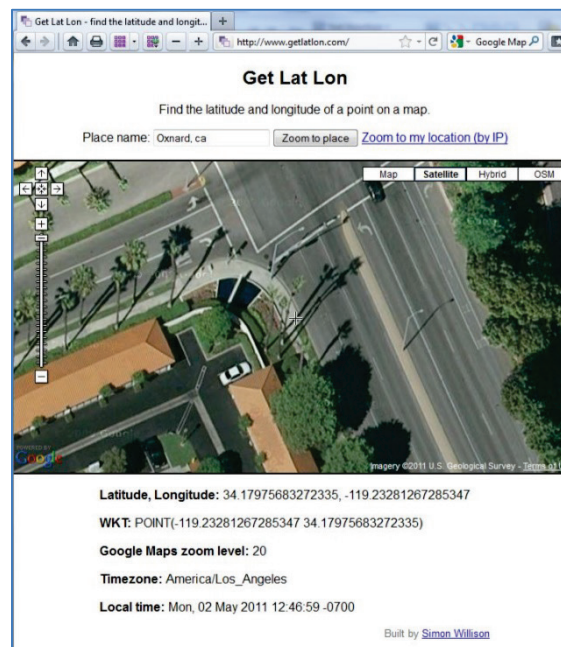 Get Lat Lon - find the latitude and longit...
http://www.getlatlon.com/
Google Map
Get Lat Lon
Find the latitude and longitude of a point on a map.
Place name: Oxnard, ca Zoom to place Zoom to my location (by IP)
Map Satellite Hybrid OSM
POWERED BY
Google
Imagery ©2011 U.S. Geological Survey - Terms of
Latitude, Longitude: 34.17975683272335, -119.23281267285347
WKT: POINT(-119.23281267285347 34.17975683272335)
Google Maps zoom level: 20
Timezone: America/Los_Angeles
Local time: Mon, 02 May 2011 12:46:59 -0700
Built by Simon Willison